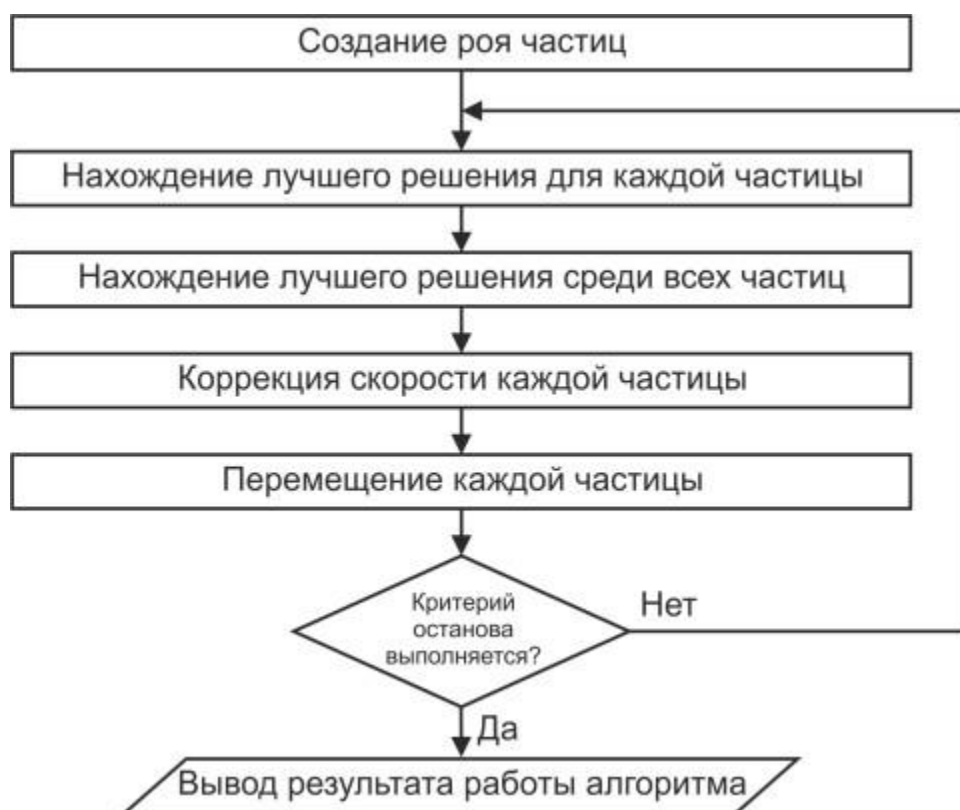 Создание роя частиц
Нахождение лучшего решения для каждой частицы
Нахождение лучшего решения среди всех частиц
Коррекция скорости каждой частицы
Перемещение каждой частицы
Критерий
останова
выполняется?
Нет
Да
Вывод результата работы алгоритма